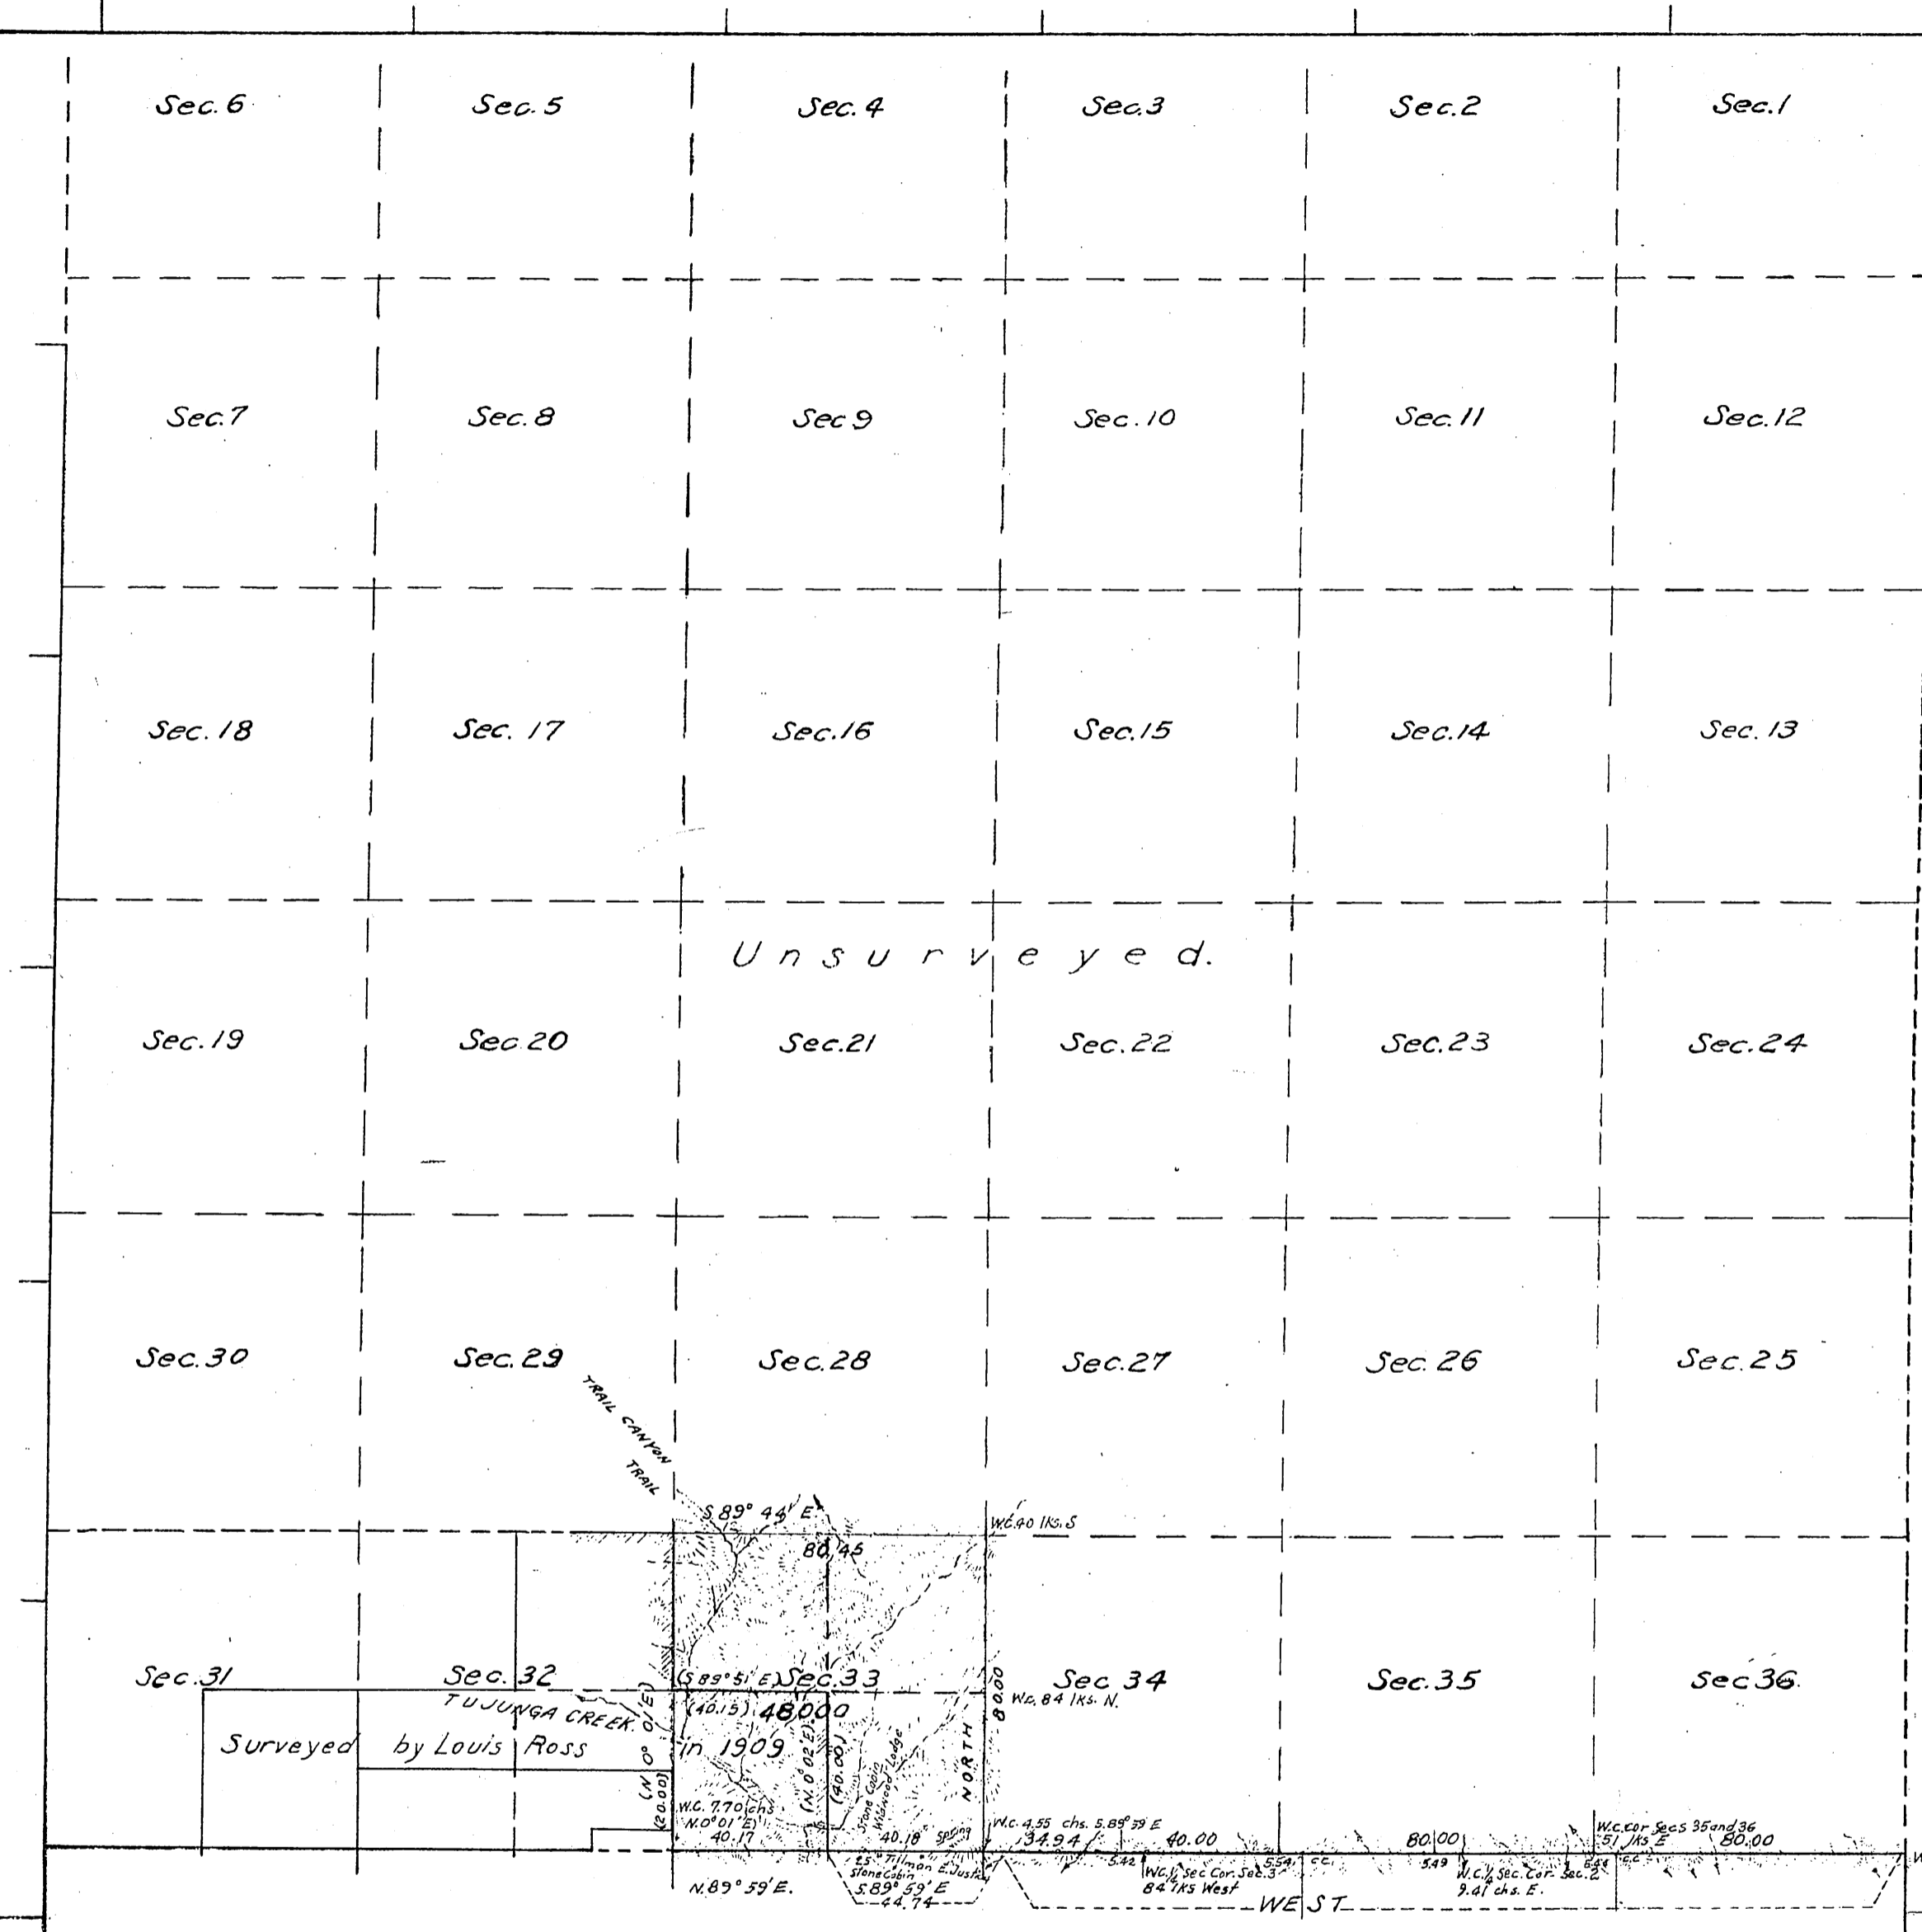 Sec. 6
Sec. 5
Sec. 4
Sec. 3
Sec. 2
Sec. 1
Sec. 7
Sec. 8
Sec 9
Sec. 10
Sec. 11
Sec. 12
Sec. 18
Sec. 17
Sec. 16
Sec. 15
Sec. 14
Sec. 13
Unsurveyed.
Sec. 19
Sec. 20
Sec. 21
Sec. 22
Sec. 23
Sec. 24
Sec. 30
Sec. 29
Sec. 28
Sec. 27
Sec. 26
Sec. 25
TRAIL CANYON
TRAIL
S. 89° 44' E
80.45
W.C. 40 lks. S
Sec. 31
Sec. 32
(S 89° 51' E)
Sec. 33
Sec 34
Sec. 35
Sec 36.
TUJUNGA CREEK.
(40.15)
480.00
80.00
NORTH
W.C. 84 lks. N.
Surveyed by Louis Ross in 1909
(N 0° 01' E)
(20.00)
(N. 0° 02' E)
(40.00)
Stone Cabin
Wildwood Lodge
W.C. 7.70 chs
N. 0° 01' E
40.17
40.18
Spring
W.C. 4.55 chs. S. 89° 59' E
34.94
40.00
80.00
W.C. cor Secs 35 and 36
51 lks E
80.00
Tillman E. Justice
Stone Cabin
N. 89° 59' E.
S. 89° 59' E
44.74
5.42
W.C. ¼ Sec Cor. Sec. 3
84 lks West
5.54
C.C.
5.49
W.C. ¼ Sec. Cor. Sec. 2
9.41 chs. E.
C.C.
WEST